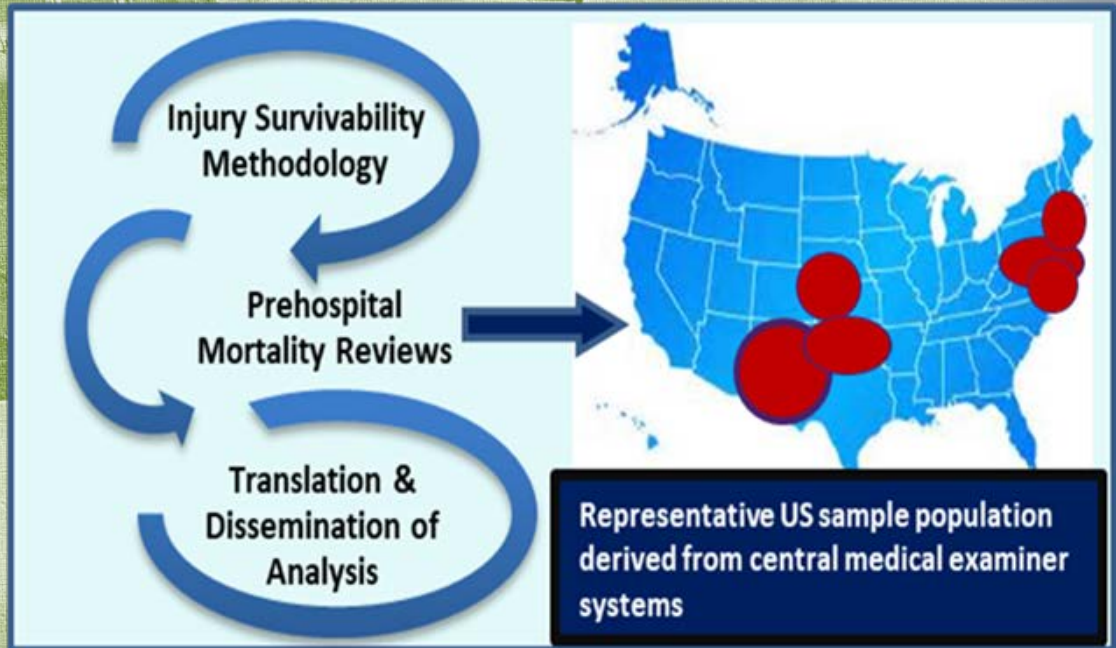 Injury Survivability
Methodology
Prehospital
Mortality Reviews
Translation &
Dissemination of
Analysis
Representative US sample population
derived from central medical examiner
systems